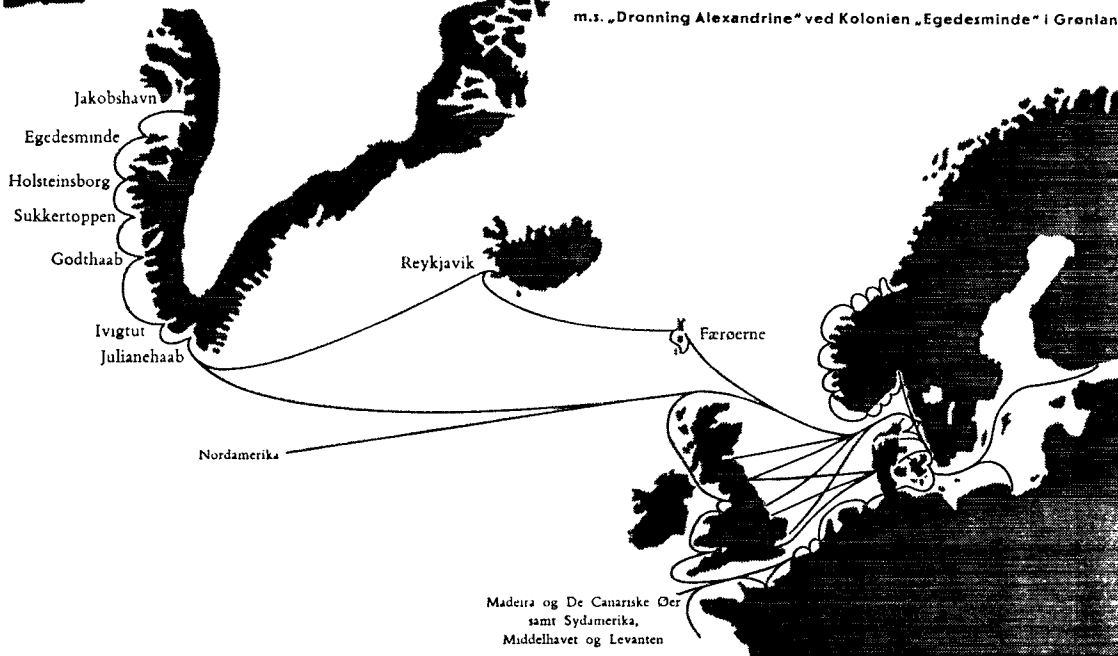 m.s. „Dronning Alexandrine“ ved Kolonien „Egedesminde“ i Grønlan
Jakobshavn
Egedesminde
Holsteinsborg
Sukkertoppen
Godthaab
Reykjavik
Ivigtut
Færøerne
Julianehaab
Nordamerika
Madeira og De Canariske Øer
samt Sydamerika,
Middelhavet og Levanten